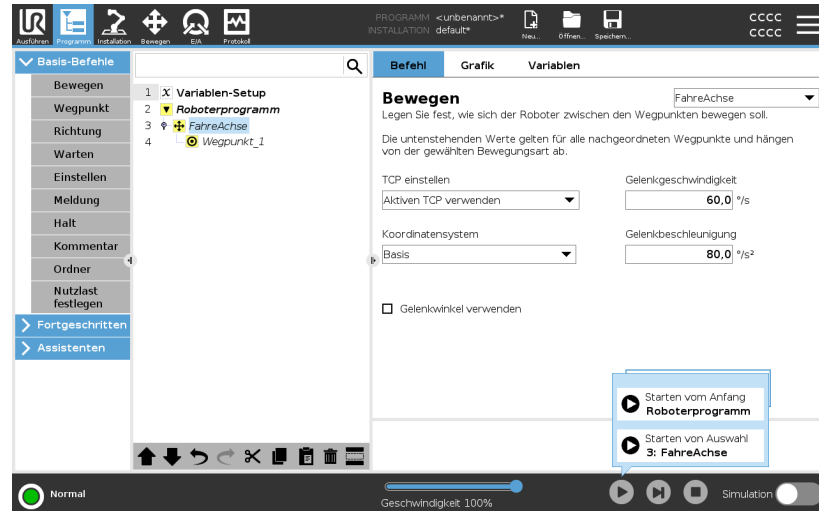 UR
PROGRAMM <unbenannt>*
INSTALLATION default*
Ausführen Programm Installation Bewegen E/A Protokoll
Neu... Öffnen... Speichern...
cccc
cccc
Basis-Befehle
Bewegen
Wegpunkt
Richtung
Warten
Einstellen
Meldung
Halt
Kommentar
Ordner
Nutzlast
festlegen
Fortgeschritten
Assistenten
1 X Variablen-Setup
2 Roboterprogramm
3 FahreAchse
4 Wegpunkt_1
Befehl Grafik Variablen
Bewegen FahreAchse
Legen Sie fest, wie sich der Roboter zwischen den Wegpunkten bewegen soll.
Die untenstehenden Werte gelten für alle nachgeordneten Wegpunkte und hängen
von der gewählten Bewegungsart ab.
TCP einstellen Gelenkgeschwindigkeit
Aktiven TCP verwenden 60,0 °/s
Koordinatensystem Gelenkbeschleunigung
Basis 80,0 °/s²
Gelenkwinkel verwenden
Starten vom Anfang
Roboterprogramm
Starten von Auswahl
3: FahreAchse
Normal
Geschwindigkeit 100%
Simulation